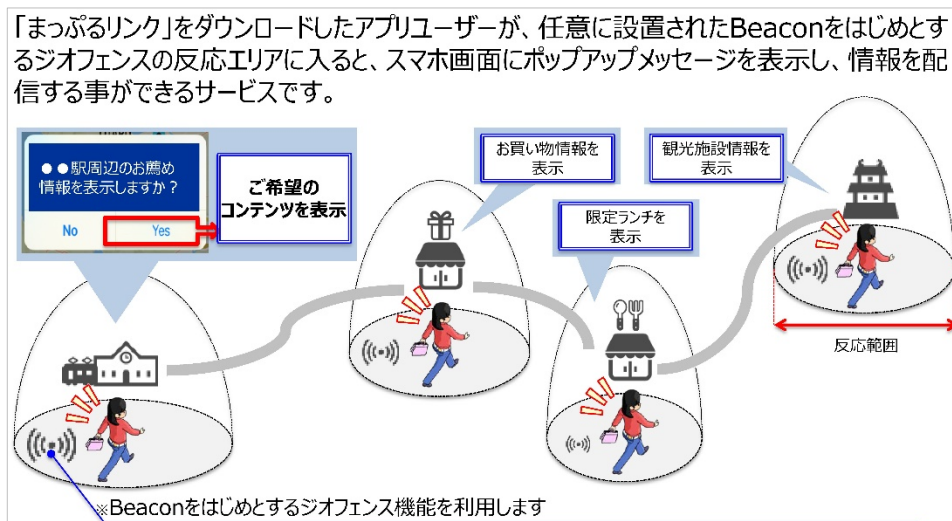 「まっぷるリンク」をダウンロードしたアプリユーザーが、任意に設置されたBeaconをはじめとす
るジオフェンスの反応エリアに入ると、スマホ画面にポップアップメッセージを表示し、情報を配
信する事ができるサービスです。
●●駅周辺のお薦め
情報を表示しますか？
No
Yes
ご希望の
コンテンツを表示
お買い物情報を
表示
限定ランチを
表示
観光施設情報を
表示
反応範囲
※Beaconをはじめとするジオフェンス機能を利用します